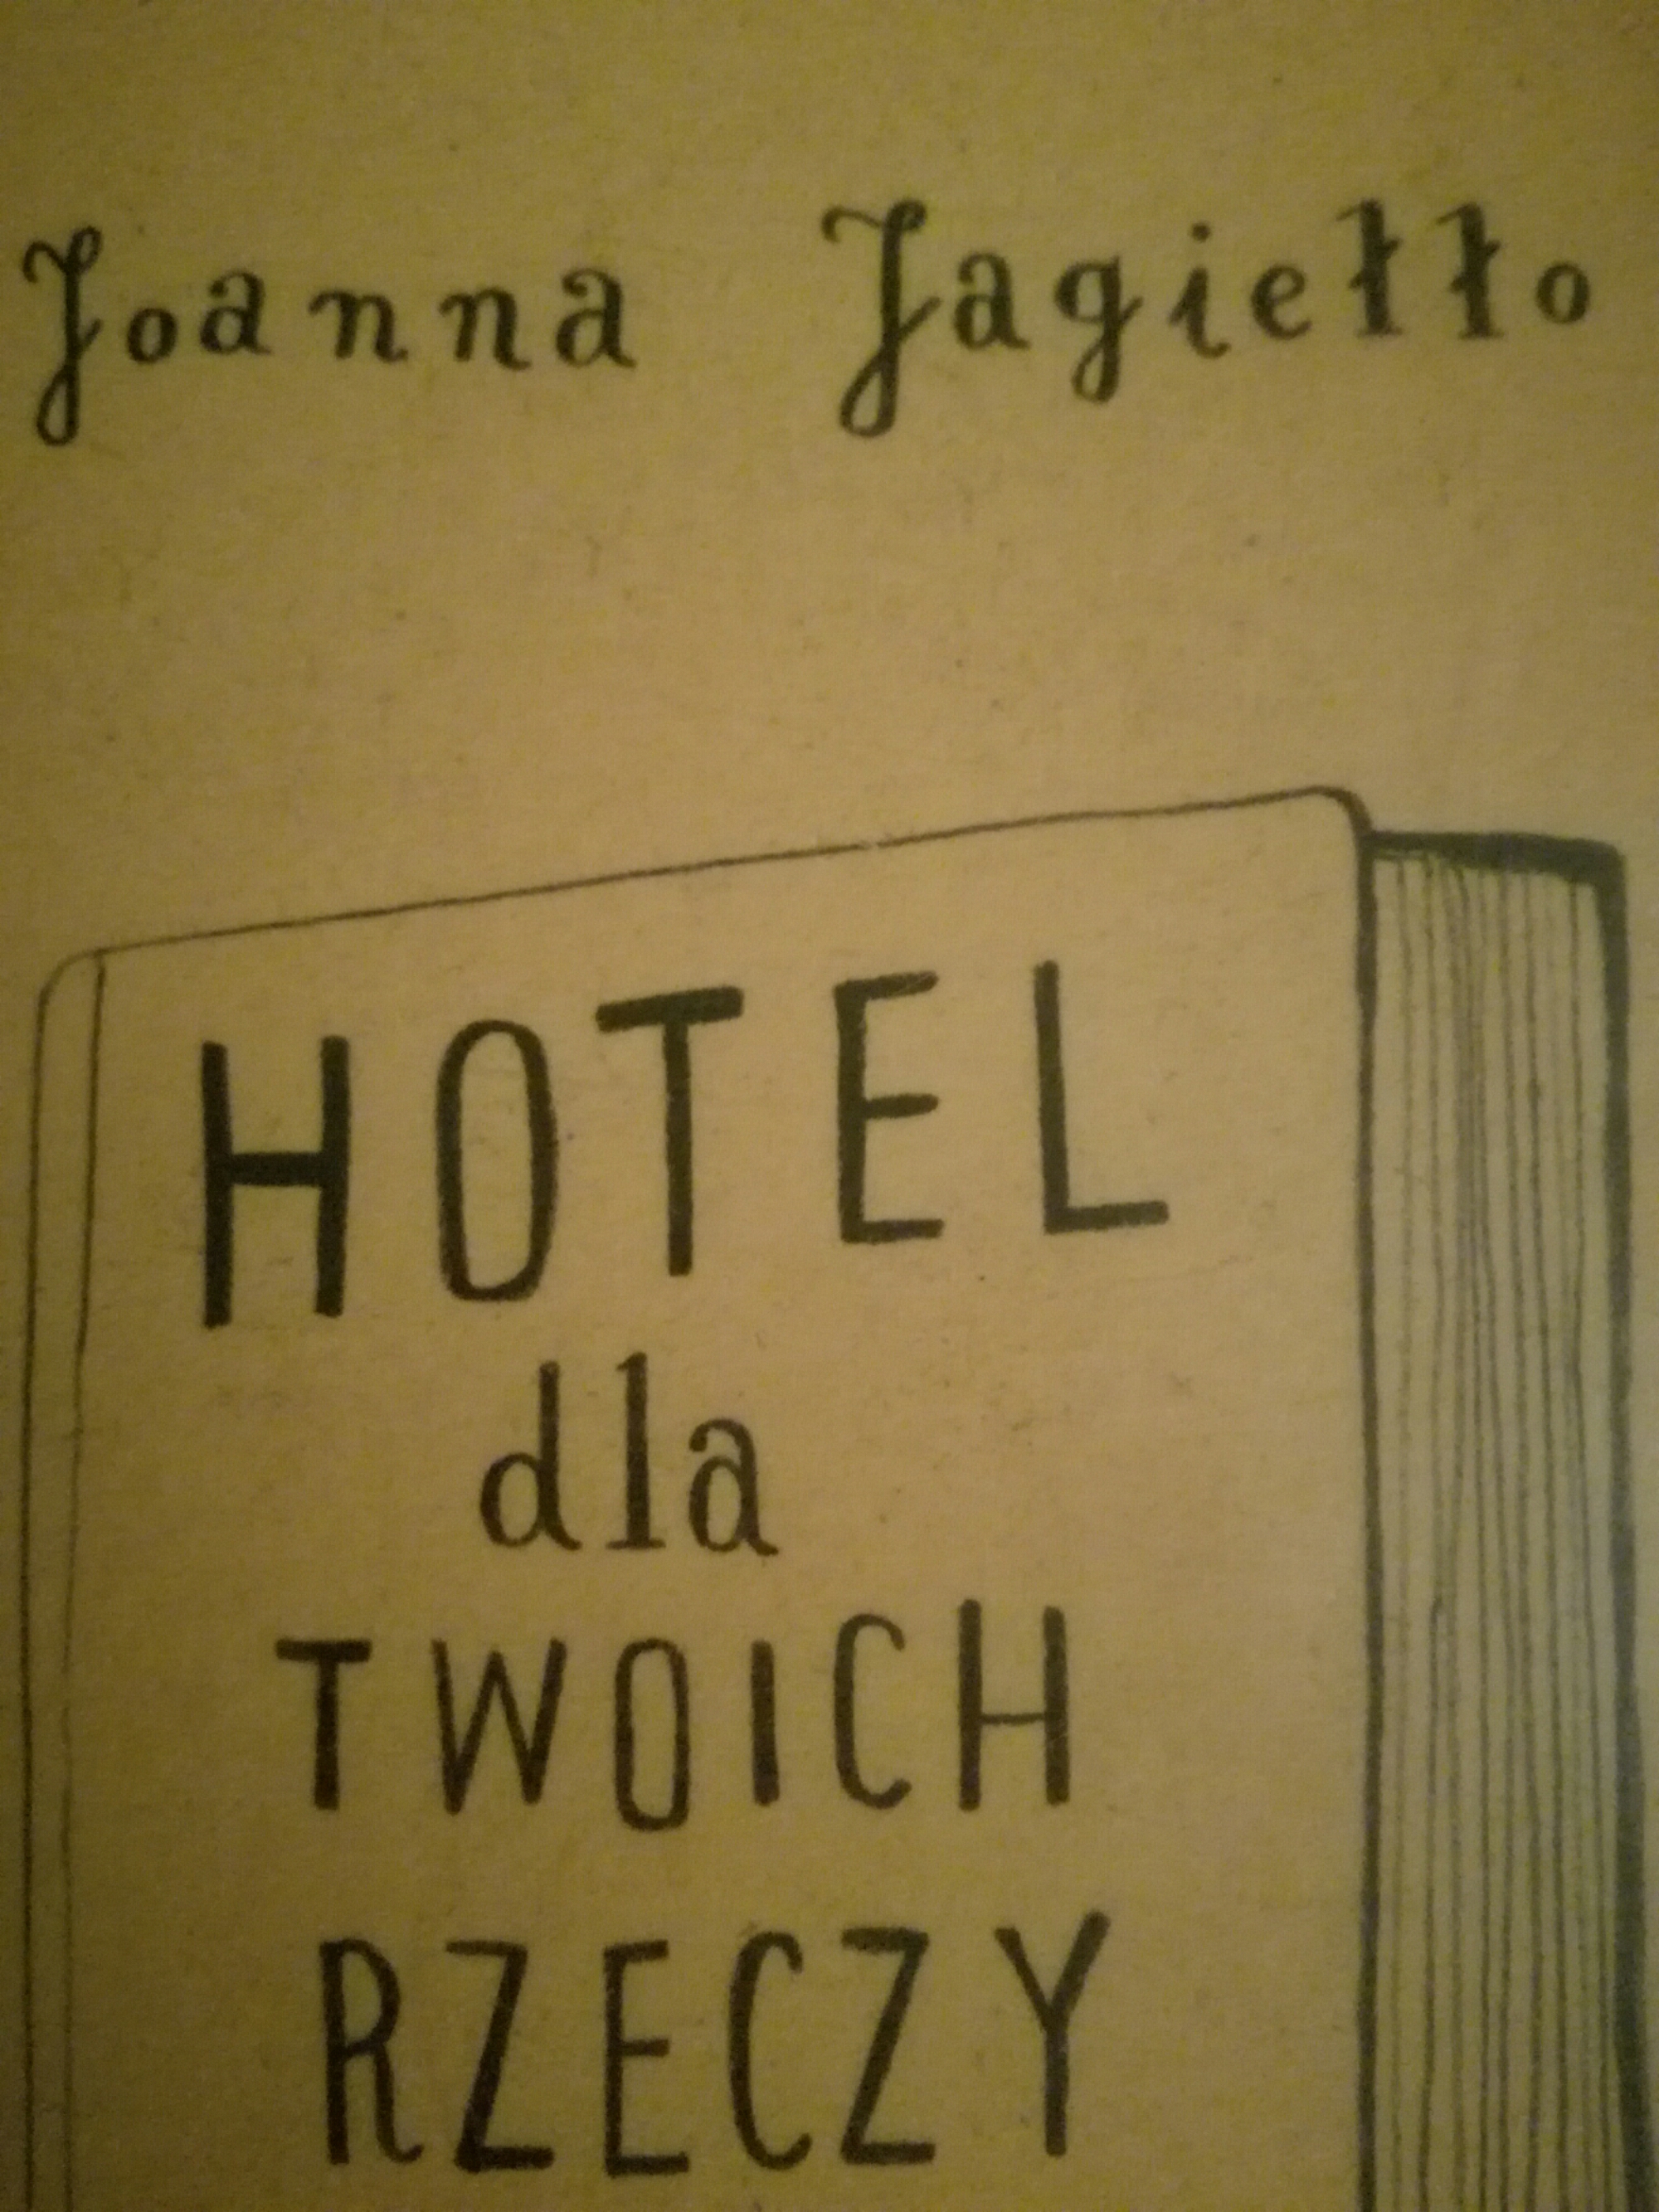 Joanna Jagiełło
HOTEL
dla
TWOICH
RZECZY